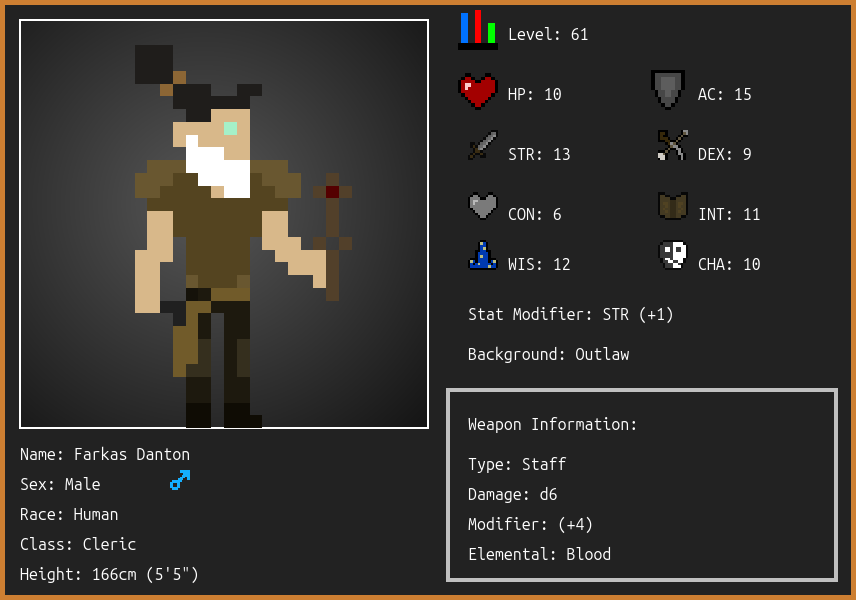 Level: 61
HP: 10
AC: 15
STR: 13
DEX: 9
CON: 6
INT: 11
WIS: 12
CHA: 10
Stat Modifier: STR (+1)
Background: Outlaw
Weapon Information:
Type: Staff
Damage: d6
Modifier: (+4)
Elemental: Blood
Name: Farkas Danton
Sex: Male
Race: Human
Class: Cleric
Height: 166cm (5'5")